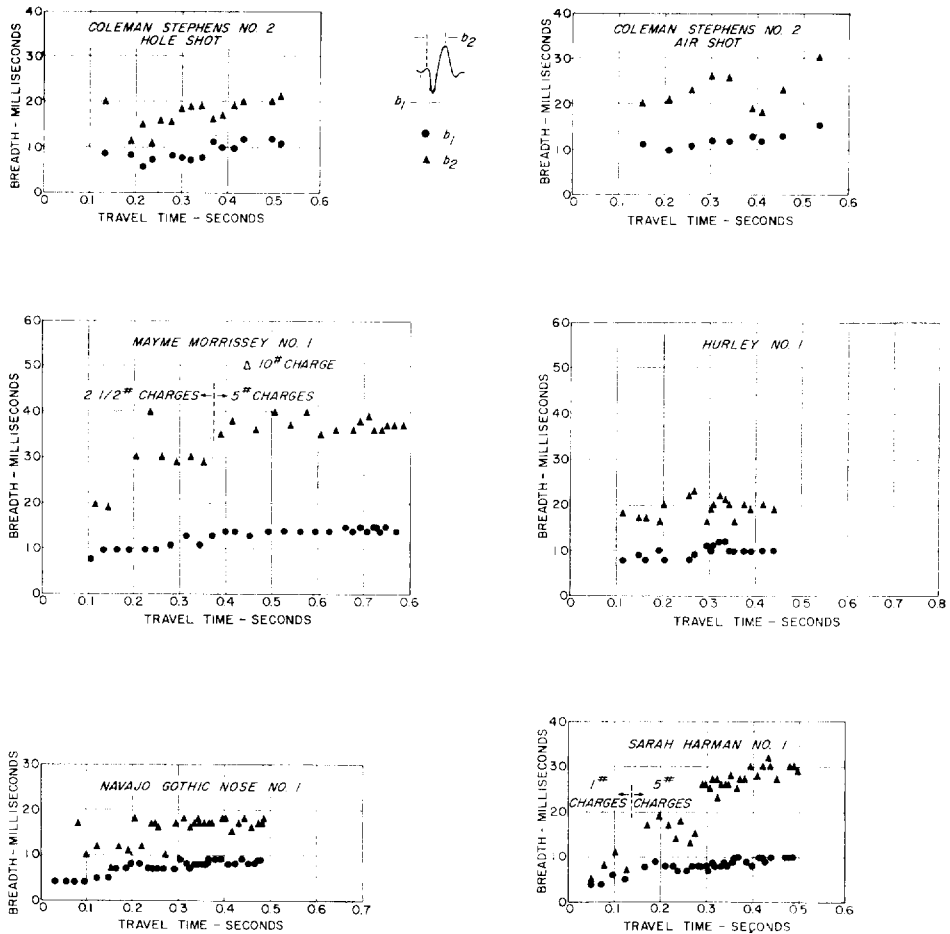 COLEMAN STEPHENS NO. 2
HOLE SHOT
BREADTH - MILLISECONDS
40
30
20
10
0
0 0.1 0.2 0.3 0.4 0.5 0.6
TRAVEL TIME - SECONDS
b2
b1
b1
b2
COLEMAN STEPHENS NO. 2
AIR SHOT
BREADTH - MILLISECONDS
40
30
20
10
0
0 0.1 0.2 0.3 0.4 0.5 0.6
TRAVEL TIME - SECONDS
MAYME MORRISSEY NO. 1
10# CHARGE
2 1/2# CHARGES
5# CHARGES
BREADTH - MILLISECONDS
60
50
40
30
20
10
0
0 0.1 0.2 0.3 0.4 0.5 0.6 0.7 0.8
TRAVEL TIME - SECONDS
HURLEY NO. 1
BREADTH - MILLISECONDS
60
50
40
30
20
10
0
0 0.1 0.2 0.3 0.4 0.5 0.6 0.7 0.8
TRAVEL TIME - SECONDS
NAVAJO GOTHIC NOSE NO. 1
BREADTH - MILLISECONDS
30
20
10
0
0 0.1 0.2 0.3 0.4 0.5 0.6 0.7
TRAVEL TIME - SECONDS
SARAH HARMAN NO. 1
1# CHARGES
5# CHARGES
BREADTH - MILLISECONDS
40
30
20
10
0
0 0.1 0.2 0.3 0.4 0.5 0.6
TRAVEL TIME - SECONDS